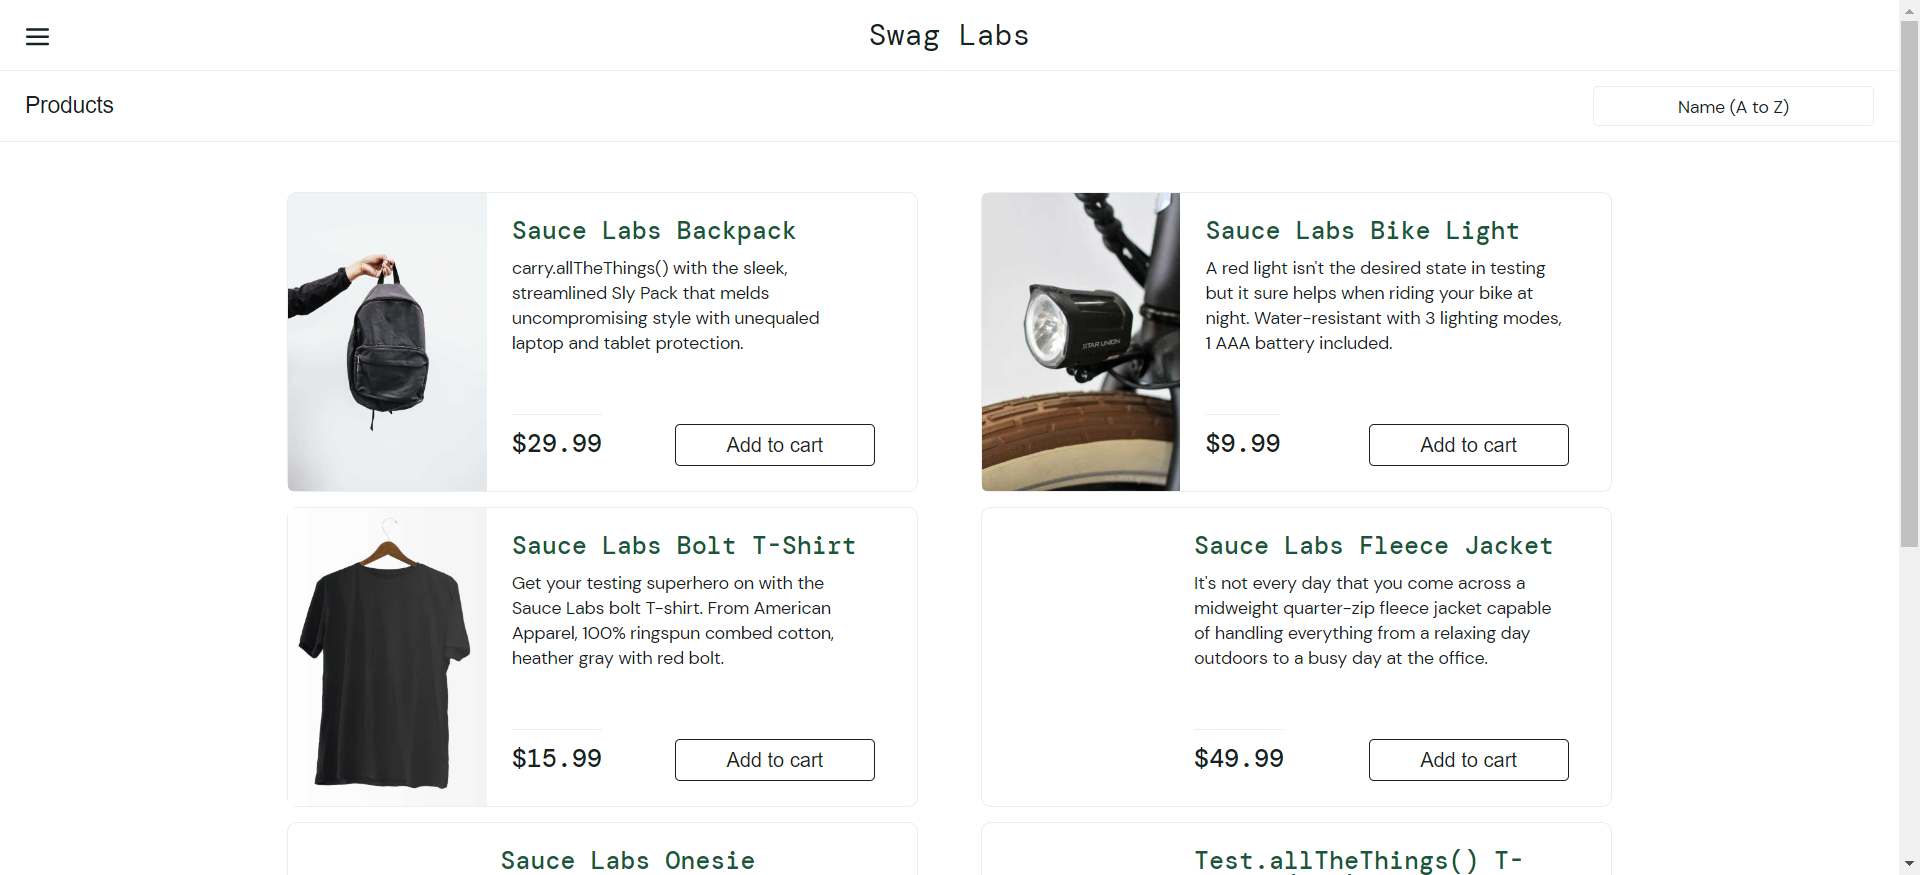 Swag Labs
Products
Name (A to Z)
Sauce Labs Backpack
carry.allTheThings() with the sleek,
streamlined Sly Pack that melds
uncompromising style with unequaled
laptop and tablet protection.
$29.99
Add to cart
Sauce Labs Bike Light
A red light isn't the desired state in testing
but it sure helps when riding your bike at
night. Water-resistant with 3 lighting modes,
1 AAA battery included.
STAR UNION
$9.99
Add to cart
Sauce Labs Bolt T-Shirt
Get your testing superhero on with the
Sauce Labs bolt T-shirt. From American
Apparel, 100% ringspun combed cotton,
heather gray with red bolt.
$15.99
Add to cart
Sauce Labs Fleece Jacket
It's not every day that you come across a
midweight quarter-zip fleece jacket capable
of handling everything from a relaxing day
outdoors to a busy day at the office.
$49.99
Add to cart
Sauce Labs Onesie
Test.allTheThings() T-